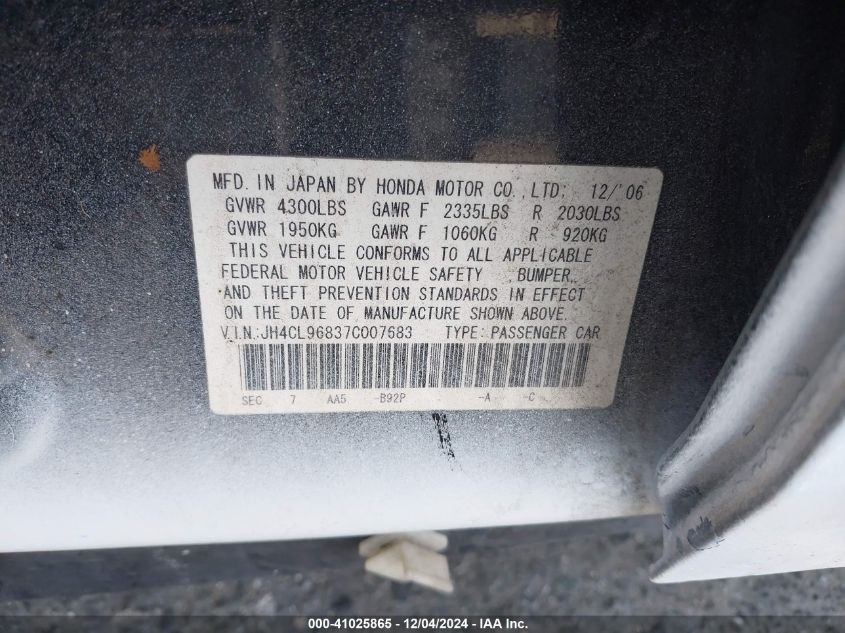 MFD. IN JAPAN BY HONDA MOTOR CO., LTD; 12/'06
GVWR 4300LBS GAWR F 2335LBS R 2030LBS
GVWR 1950KG GAWR F 1060KG R 920KG
THIS VEHICLE CONFORMS TO ALL APPLICABLE
FEDERAL MOTOR VEHICLE SAFETY , BUMPER,
AND THEFT PREVENTION STANDARDS IN EFFECT
ON THE DATE OF MANUFACTURE SHOWN ABOVE.
V.I.N.:JH4CL96837C007683 TYPE: PASSENGER CAR
SEC 7 AA5 -B92P -A -C
000-41025865 - 12/04/2024 - IAA Inc.